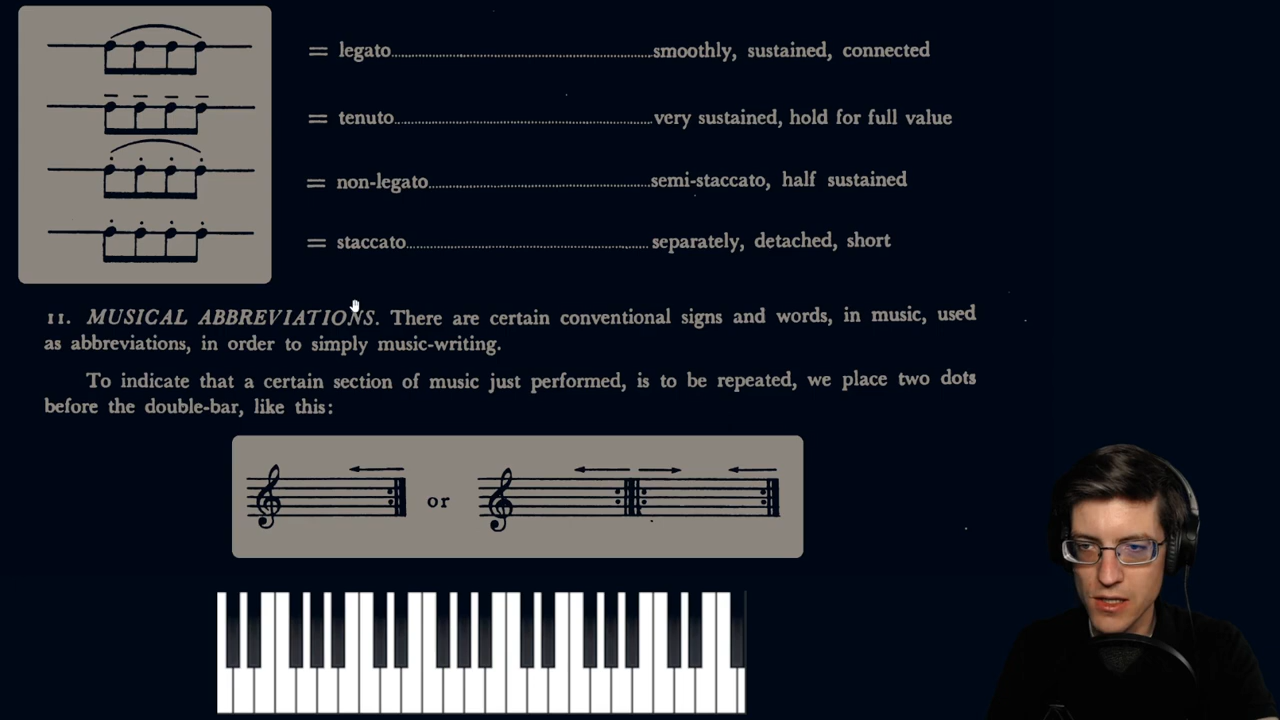 = legato........................................smoothly, sustained, connected
= tenuto........................................very sustained, hold for full value
= non-legato........................................semi-staccato, half sustained
= staccato........................................separately, detached, short
11. MUSICAL ABBREVIATIONS. There are certain conventional signs and words, in music, used
as abbreviations, in order to simply music-writing.
To indicate that a certain section of music just performed, is to be repeated, we place two dots
before the double-bar, like this:
or